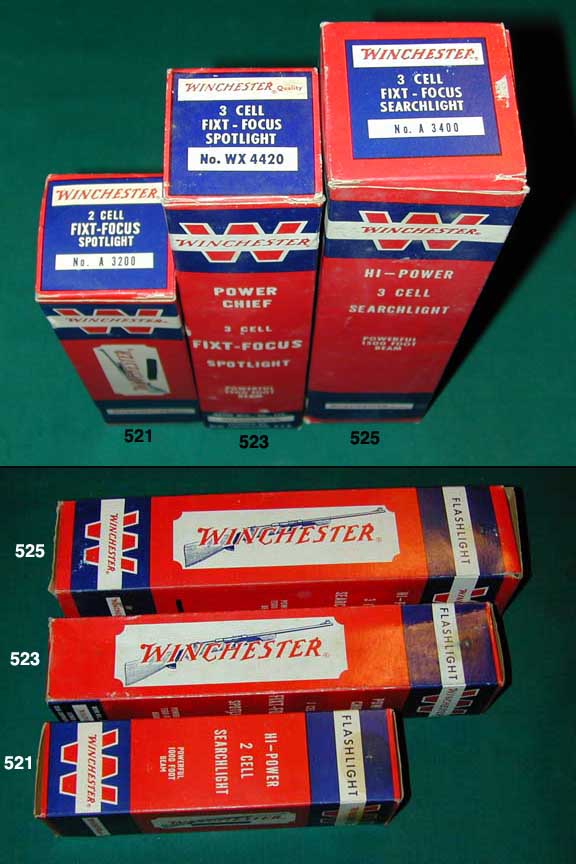 WINCHESTER
2 CELL
FIXT-FOCUS
SPOTLIGHT
No. A 3200
WINCHESTER
521
WINCHESTER Quality
3 CELL
FIXT-FOCUS
SPOTLIGHT
No. WX 4420
W
WINCHESTER
POWER
CHIEF
3 CELL
FIXT-FOCUS
SPOTLIGHT
POWERFUL
BEAM
523
WINCHESTER
3 CELL
FIXT-FOCUS
SEARCHLIGHT
No. A 3400
W
WINCHESTER
HI-POWER
3 CELL
SEARCHLIGHT
POWERFUL
1500 FOOT
BEAM
525
525
W
WINCHESTER
WINCHESTER®
FLASHLIGHT
523
WINCHESTER®
FLASHLIGHT
521
W
WINCHESTER
HI-POWER
2 CELL
SEARCHLIGHT
POWERFUL
1000 FOOT
BEAM
FLASHLIGHT